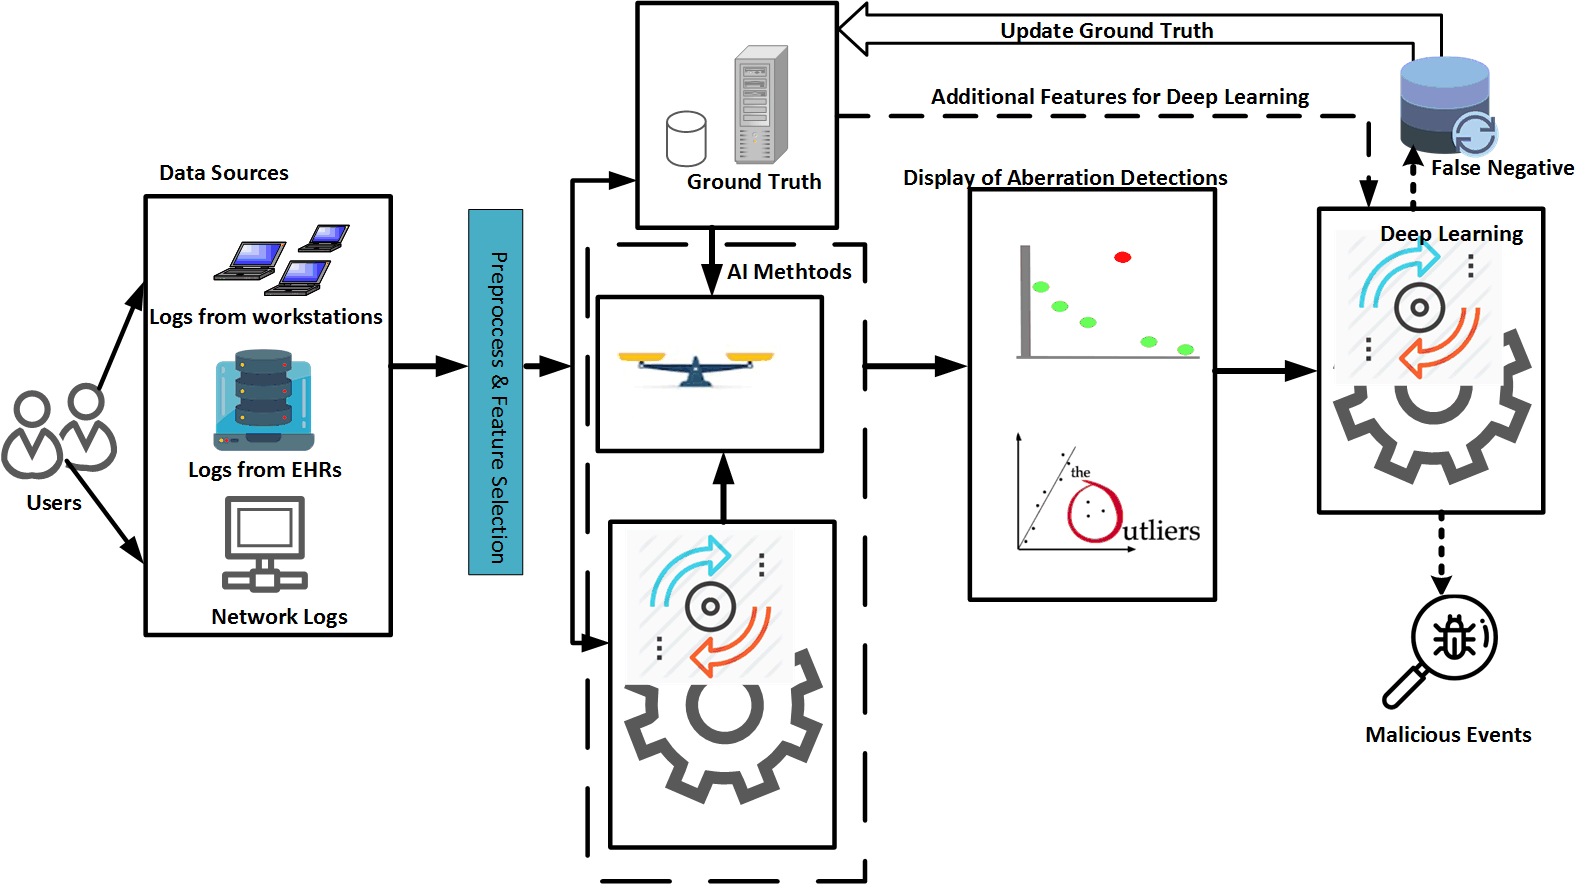 Update Ground Truth
Additional Features for Deep Learning
False Negative
Ground Truth
Data Sources
Display of Aberration Detections
Deep Learning
AI Methtods
Preproccess & Feature Selection
Logs from workstations
Logs from EHRs
Users
Network Logs
the
Outliers
Malicious Events